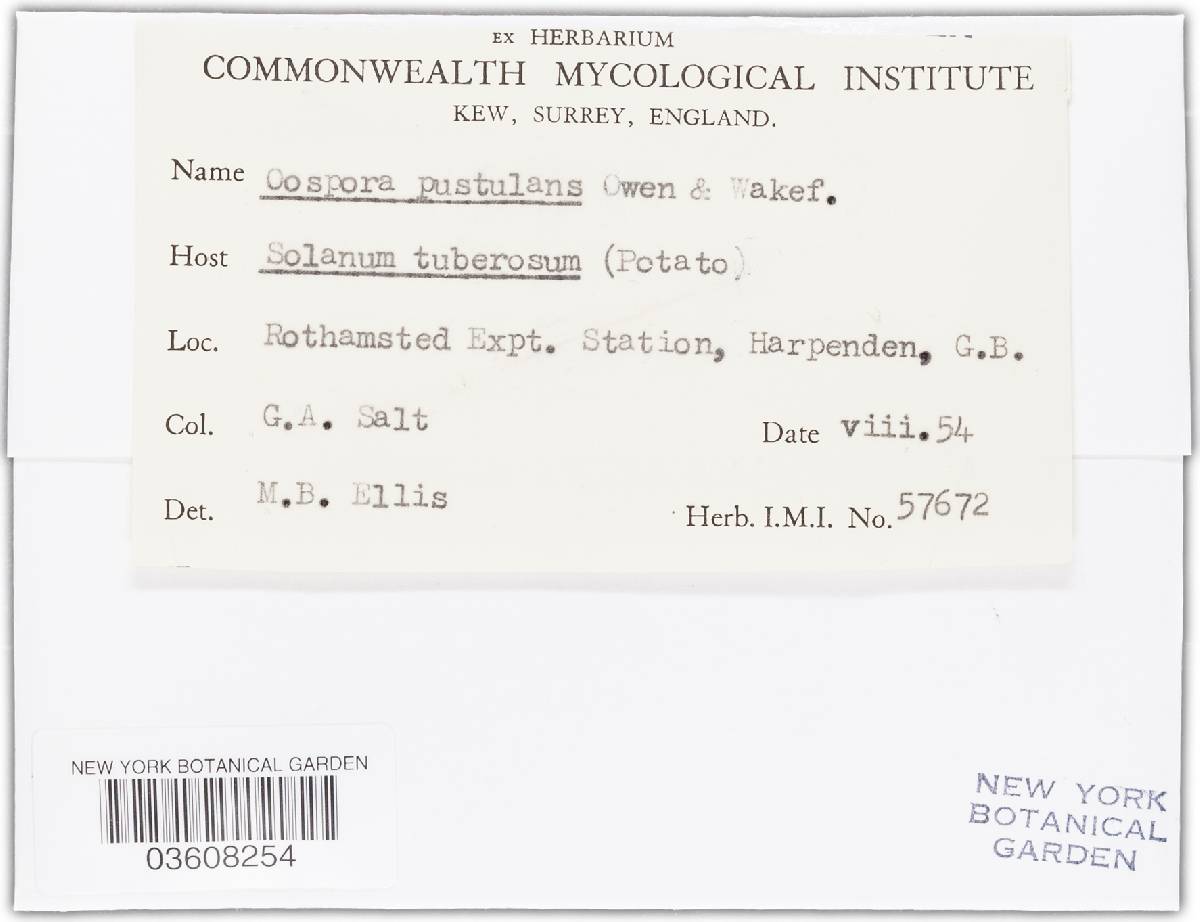 EX HERBARIUM
COMMONWEALTH MYCOLOGICAL INSTITUTE
KEW, SURREY, ENGLAND.
Name Oospora pustulans Owen & Wakef.
Host Solanum tuberosum (Potato)
Loc. Rothamsted Expt. Station, Harpenden, G.B.
Col. G.A. Salt Date viii.54
Det. M.B. Ellis Herb. I.M.I. No. 57672
NEW YORK BOTANICAL GARDEN
03608254
NEW YORK
BOTANICAL
GARDEN